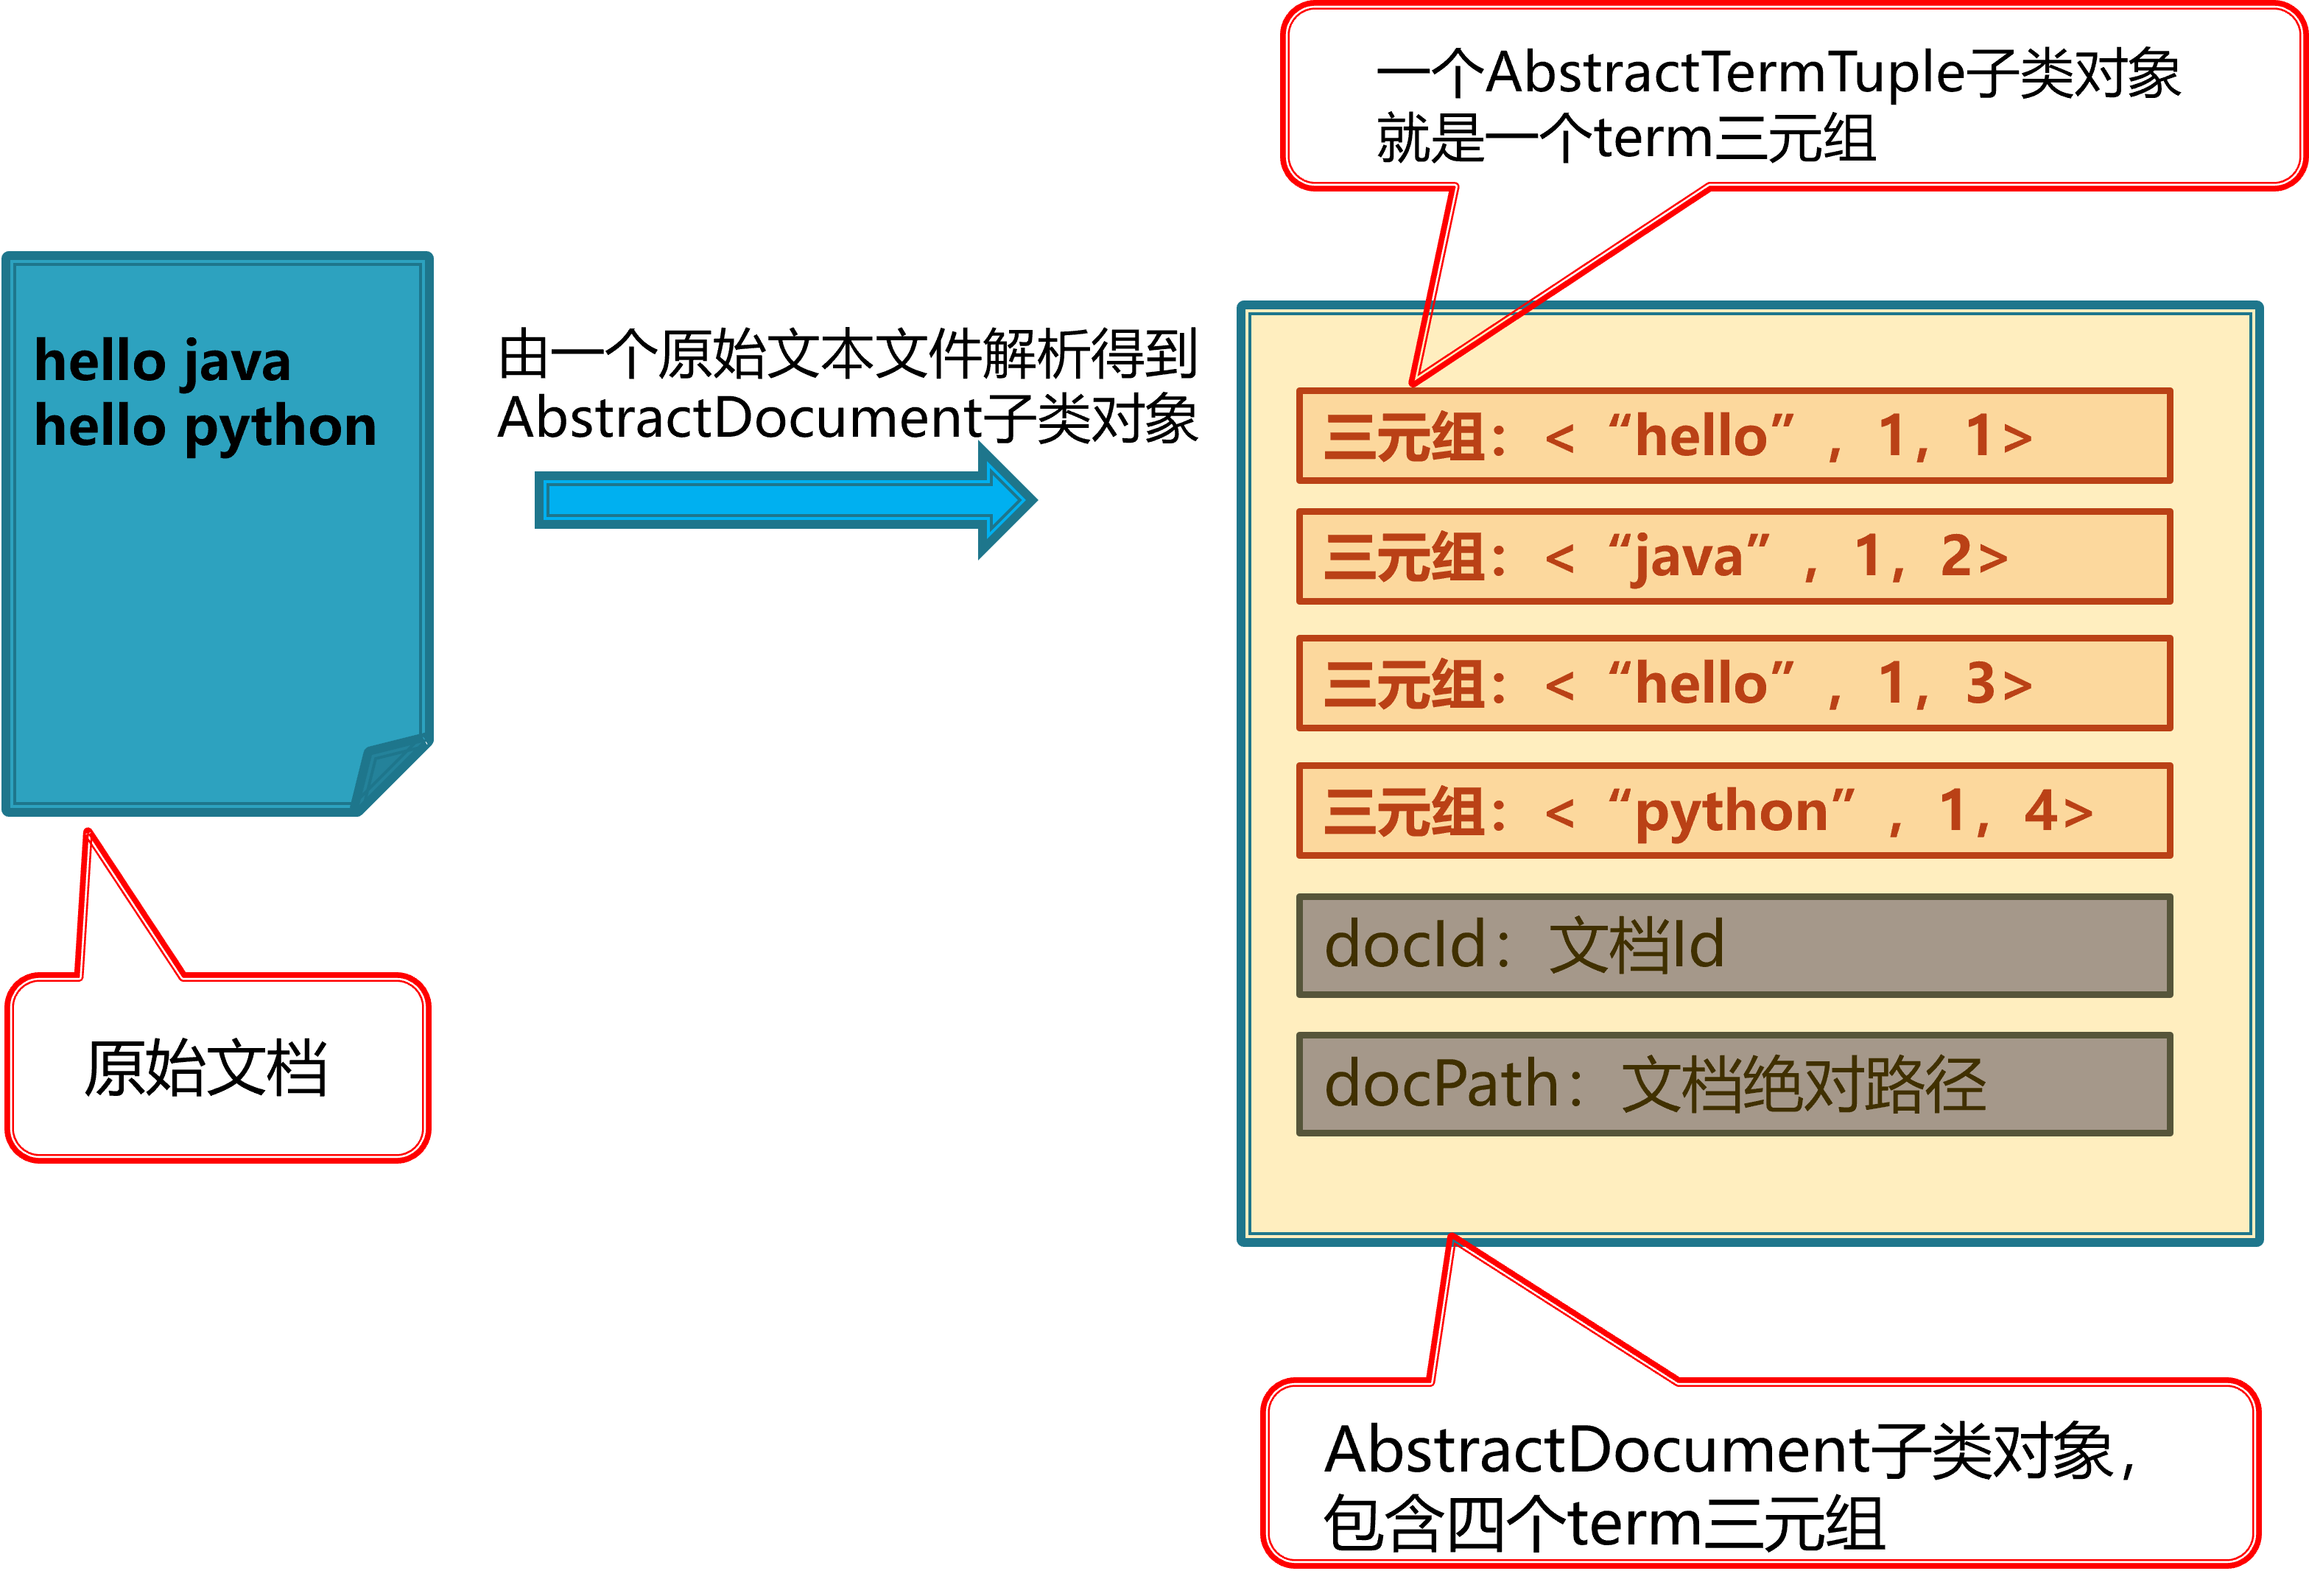 一个AbstractTermTuple子类对象
就是一个term三元组
hello java
hello python
由一个原始文本文件解析得到
AbstractDocument子类对象
三元组：< “hello”，1，1>
三元组：< “java”，1，2>
三元组：< “hello”，1，3>
三元组：< “python”，1，4>
docId：文档Id
docPath：文档绝对路径
原始文档
AbstractDocument子类对象，
包含四个term三元组